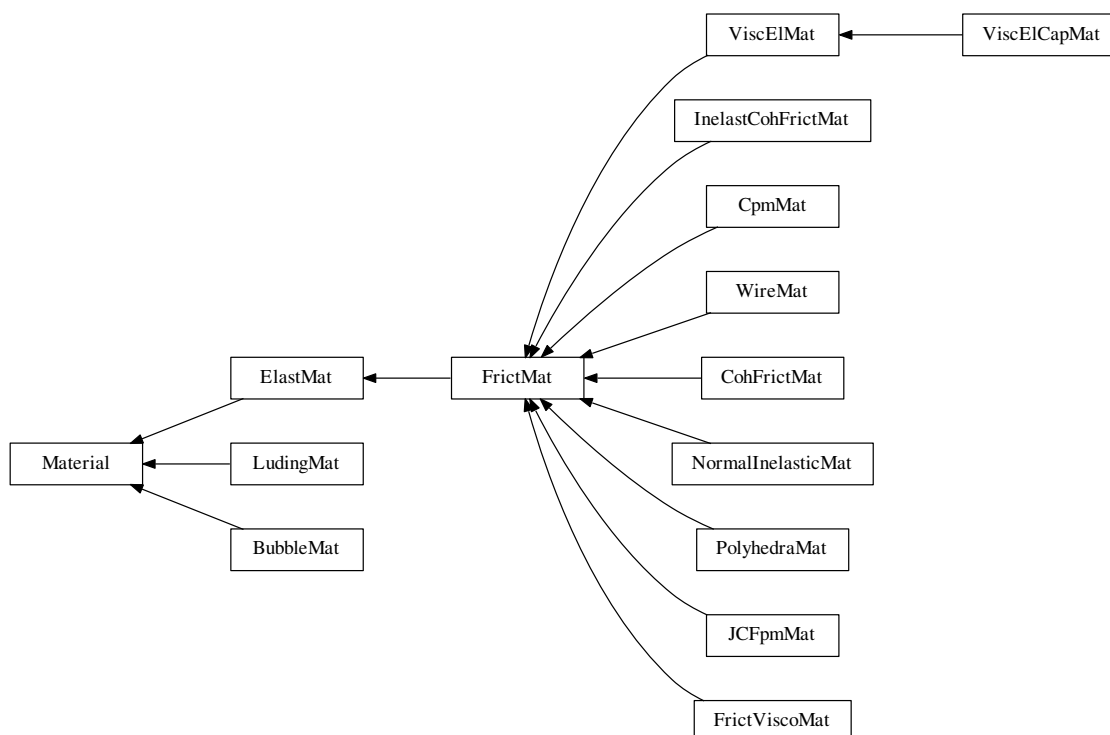 ViscElMat
ViscElCapMat
InelastCohFrictMat
CpmMat
WireMat
ElastMat
FrictMat
CohFrictMat
Material
LudingMat
NormalInelasticMat
BubbleMat
PolyhedraMat
JCFpmMat
FrictViscoMat